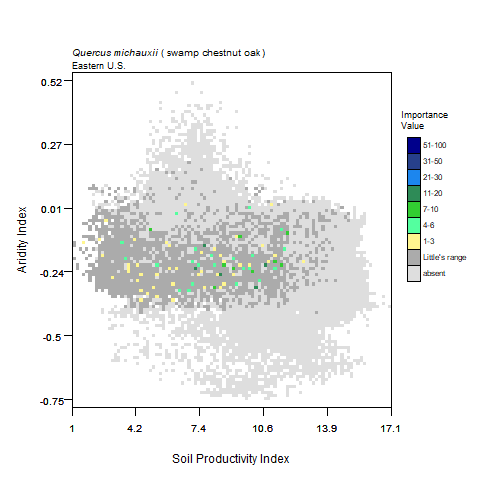 Quercus michauxii ( swamp chestnut oak )
Eastern U.S.
Importance
Value
51-100
31-50
21-30
11-20
7-10
4-6
1-3
Little's range
absent
Aridity Index
0.52
0.27
0.01
-0.24
-0.5
-0.75
1 4.2 7.4 10.6 13.9 17.1
Soil Productivity Index